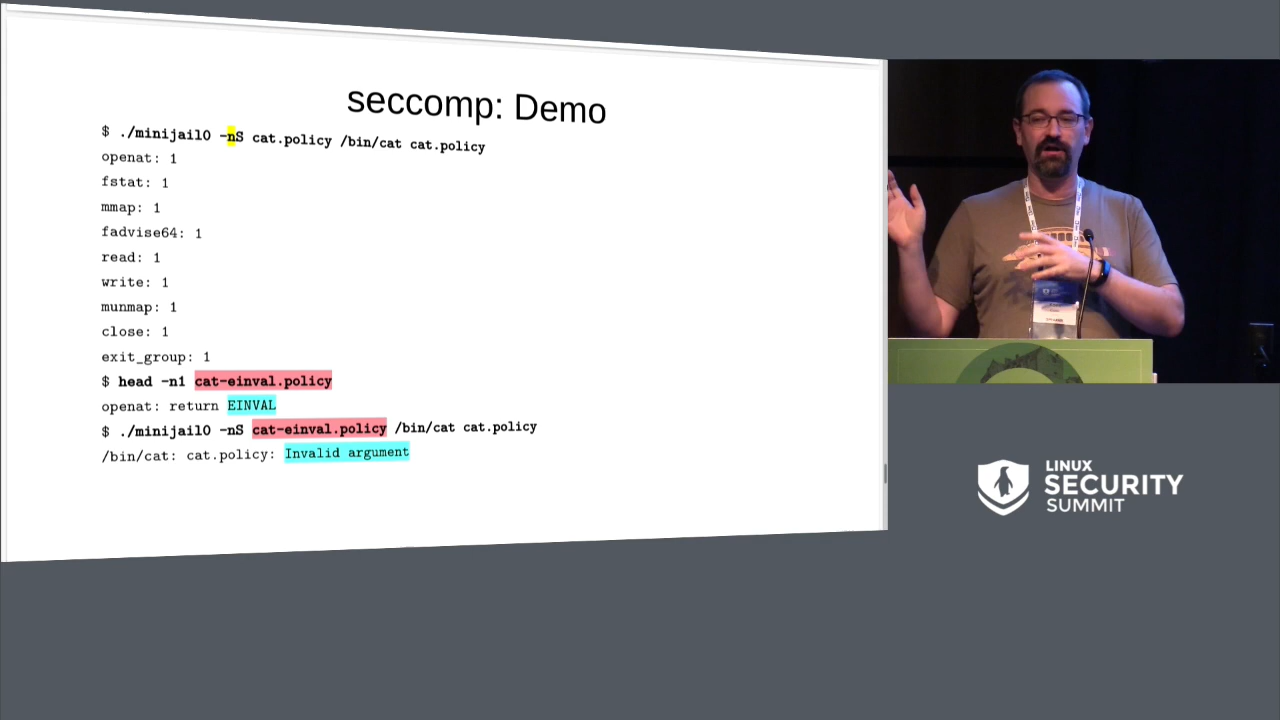 seccomp: Demo
$ ./minijail0 -nS cat.policy /bin/cat cat.policy
openat: 1
fstat: 1
mmap: 1
fadvise64: 1
read: 1
write: 1
munmap: 1
close: 1
exit_group: 1
$ head -n1 cat-einval.policy
openat: return EINVAL
$ ./minijail0 -nS cat-einval.policy /bin/cat cat.policy
/bin/cat: cat.policy: Invalid argument
LINUX
SECURITY
SUMMIT